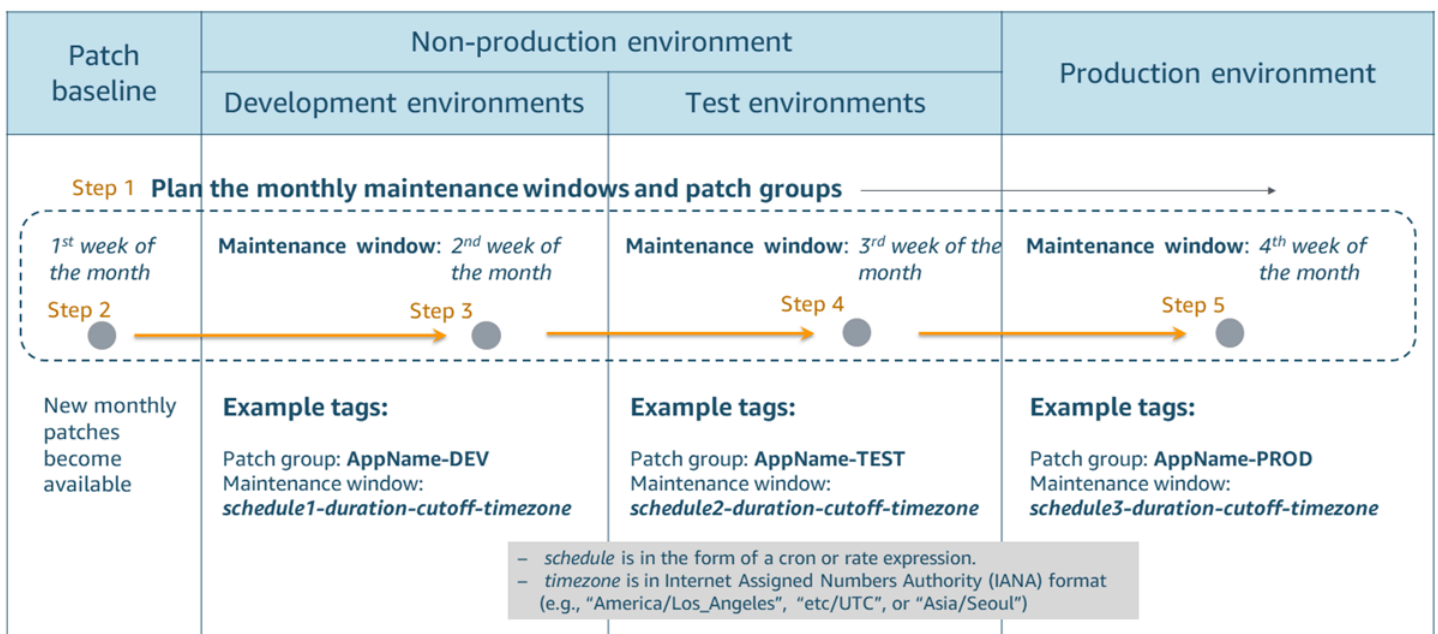 Patch
baseline
Non-production environment
Development environments
Test environments
Production environment
Step 1 Plan the monthly maintenance windows and patch groups
1st week of
the month
Maintenance window: 2nd week of
the month
Maintenance window: 3rd week of the
month
Maintenance window: 4th week of
the month
Step 2
Step 3
Step 4
Step 5
New monthly
patches
become
available
Example tags:
Patch group: AppName-DEV
Maintenance window:
schedule1-duration-cutoff-timezone
Example tags:
Patch group: AppName-TEST
Maintenance window:
schedule2-duration-cutoff-timezone
Example tags:
Patch group: AppName-PROD
Maintenance window:
schedule3-duration-cutoff-timezone
– schedule is in the form of a cron or rate expression.
– timezone is in Internet Assigned Numbers Authority (IANA) format
(e.g., “America/Los_Angeles”, “etc/UTC”, or “Asia/Seoul”)